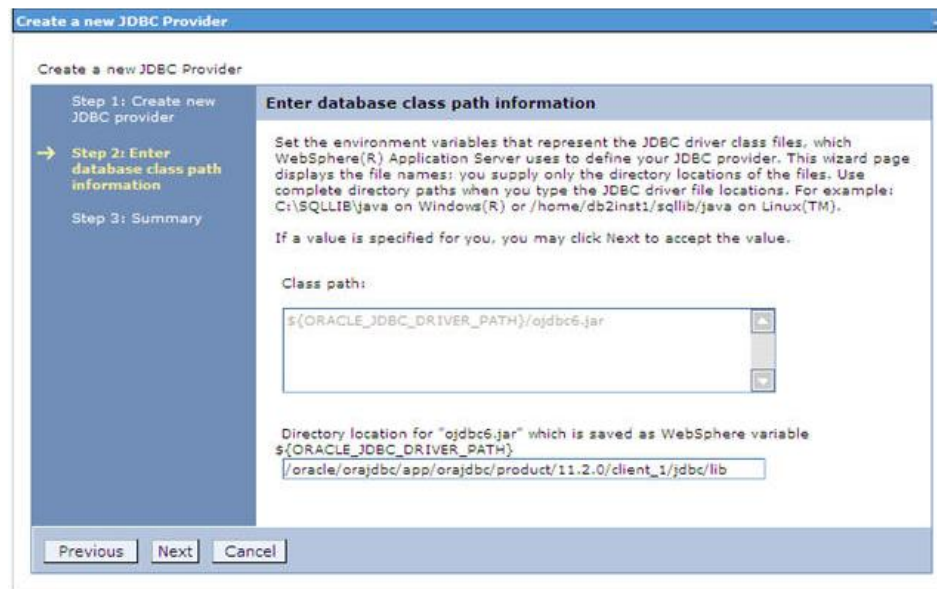 Create a new JDBC Provider
Create a new JDBC Provider
Step 1: Create new
JDBC provider
Step 2: Enter
database class path
information
Step 3: Summary
Enter database class path information
Set the environment variables that represent the JDBC driver class files, which
WebSphere(R) Application Server uses to define your JDBC provider. This wizard page
displays the file names; you supply only the directory locations of the files. Use
complete directory paths when you type the JDBC driver file locations. For example:
C:\SQLLIB\java on Windows(R) or /home/db2inst1/sqllib/java on Linux(TM).
If a value is specified for you, you may click Next to accept the value.
Class path:
${ORACLE_JDBC_DRIVER_PATH}/ojdbc6.jar
Directory location for "ojdbc6.jar" which is saved as WebSphere variable
${ORACLE_JDBC_DRIVER_PATH}
/oracle/orajdbc/app/orajdbc/product/11.2.0/client_1/jdbc/lib
Previous Next Cancel